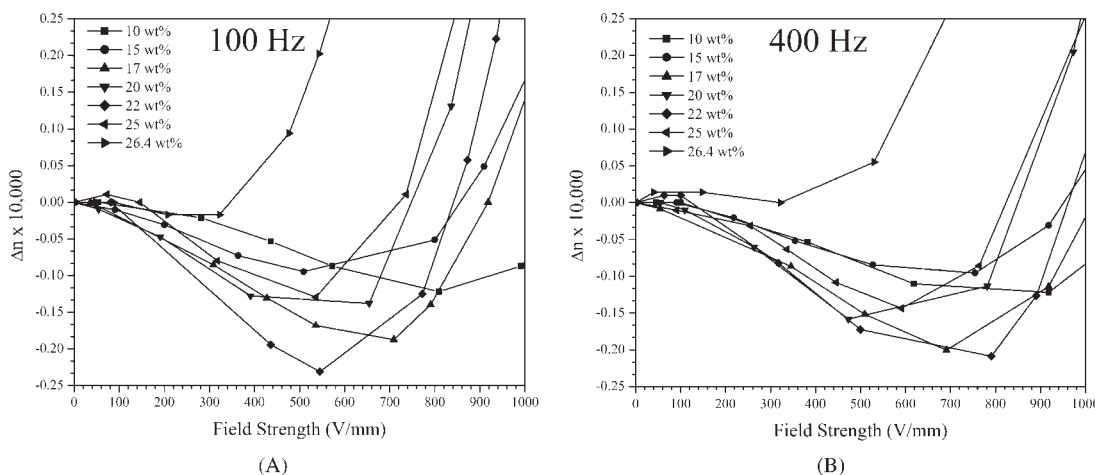 0.25
0.20
0.15
0.10
0.05
0.00
-0.05
-0.10
-0.15
-0.20
-0.25
Δn x 10,000
100 Hz
10 wt%
15 wt%
17 wt%
20 wt%
22 wt%
25 wt%
26.4 wt%
0 100 200 300 400 500 600 700 800 900 1000
Field Strength (V/mm)
(A)
0.25
0.20
0.15
0.10
0.05
0.00
-0.05
-0.10
-0.15
-0.20
-0.25
Δn x 10,000
400 Hz
10 wt%
15 wt%
17 wt%
20 wt%
22 wt%
25 wt%
26.4 wt%
0 100 200 300 400 500 600 700 800 900 1000
Field Strength (V/mm)
(B)